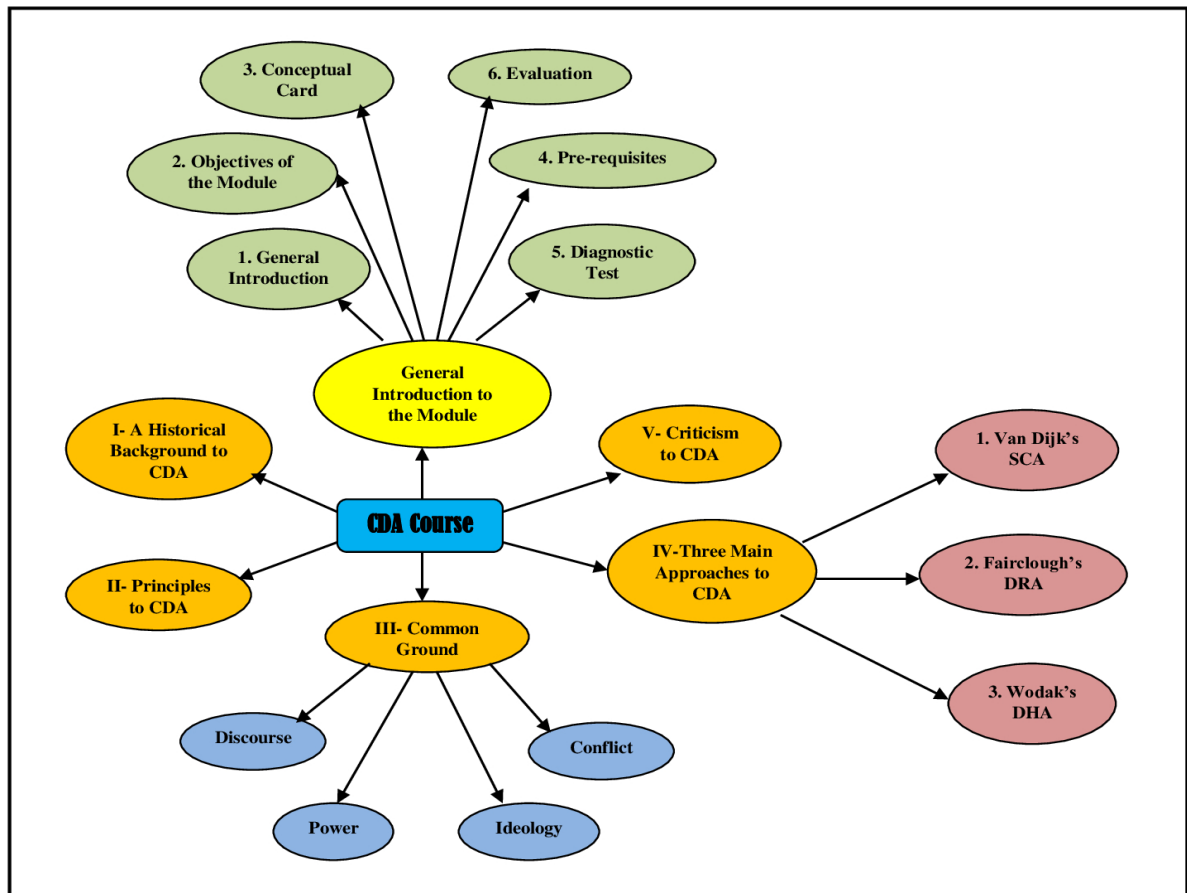 3. Conceptual
Card
6. Evaluation
2. Objectives of
the Module
4. Pre-requisites
1. General
Introduction
5. Diagnostic
Test
General
Introduction to
the Module
I- A Historical
Background to
CDA
V- Criticism
to CDA
1. Van Dijk’s
SCA
CDA Course
IV-Three Main
Approaches to
CDA
2. Fairclough’s
DRA
II- Principles
to CDA
III- Common
Ground
3. Wodak’s
DHA
Discourse
Conflict
Power
Ideology